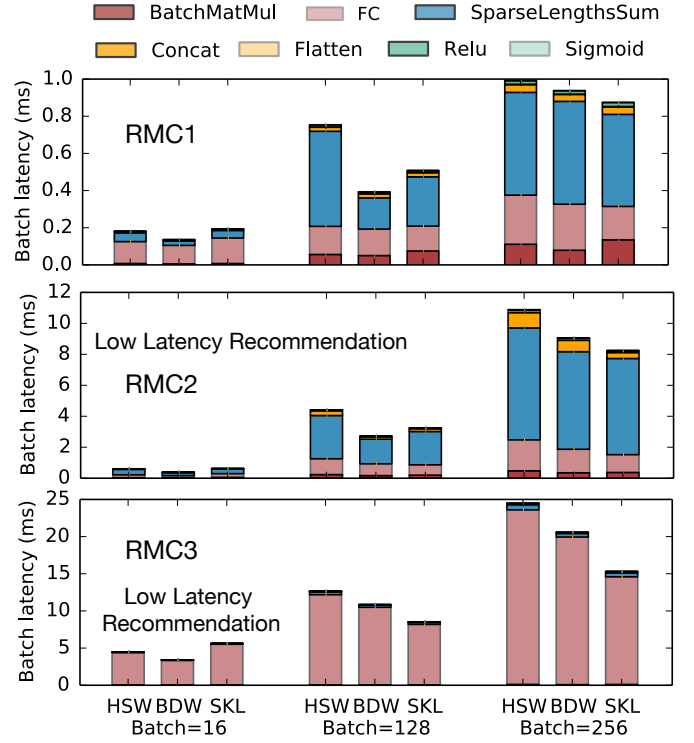 BatchMatMul FC SparseLengthsSum
Concat Flatten Relu Sigmoid
1.0
0.8
0.6
0.4
0.2
0.0
Batch latency (ms)
RMC1
12
10
8
6
4
2
0
Batch latency (ms)
Low Latency Recommendation
RMC2
25
20
15
10
5
0
Batch latency (ms)
RMC3
Low Latency
Recommendation
HSW BDW SKL HSW BDW SKL HSW BDW SKL
Batch=16 Batch=128 Batch=256